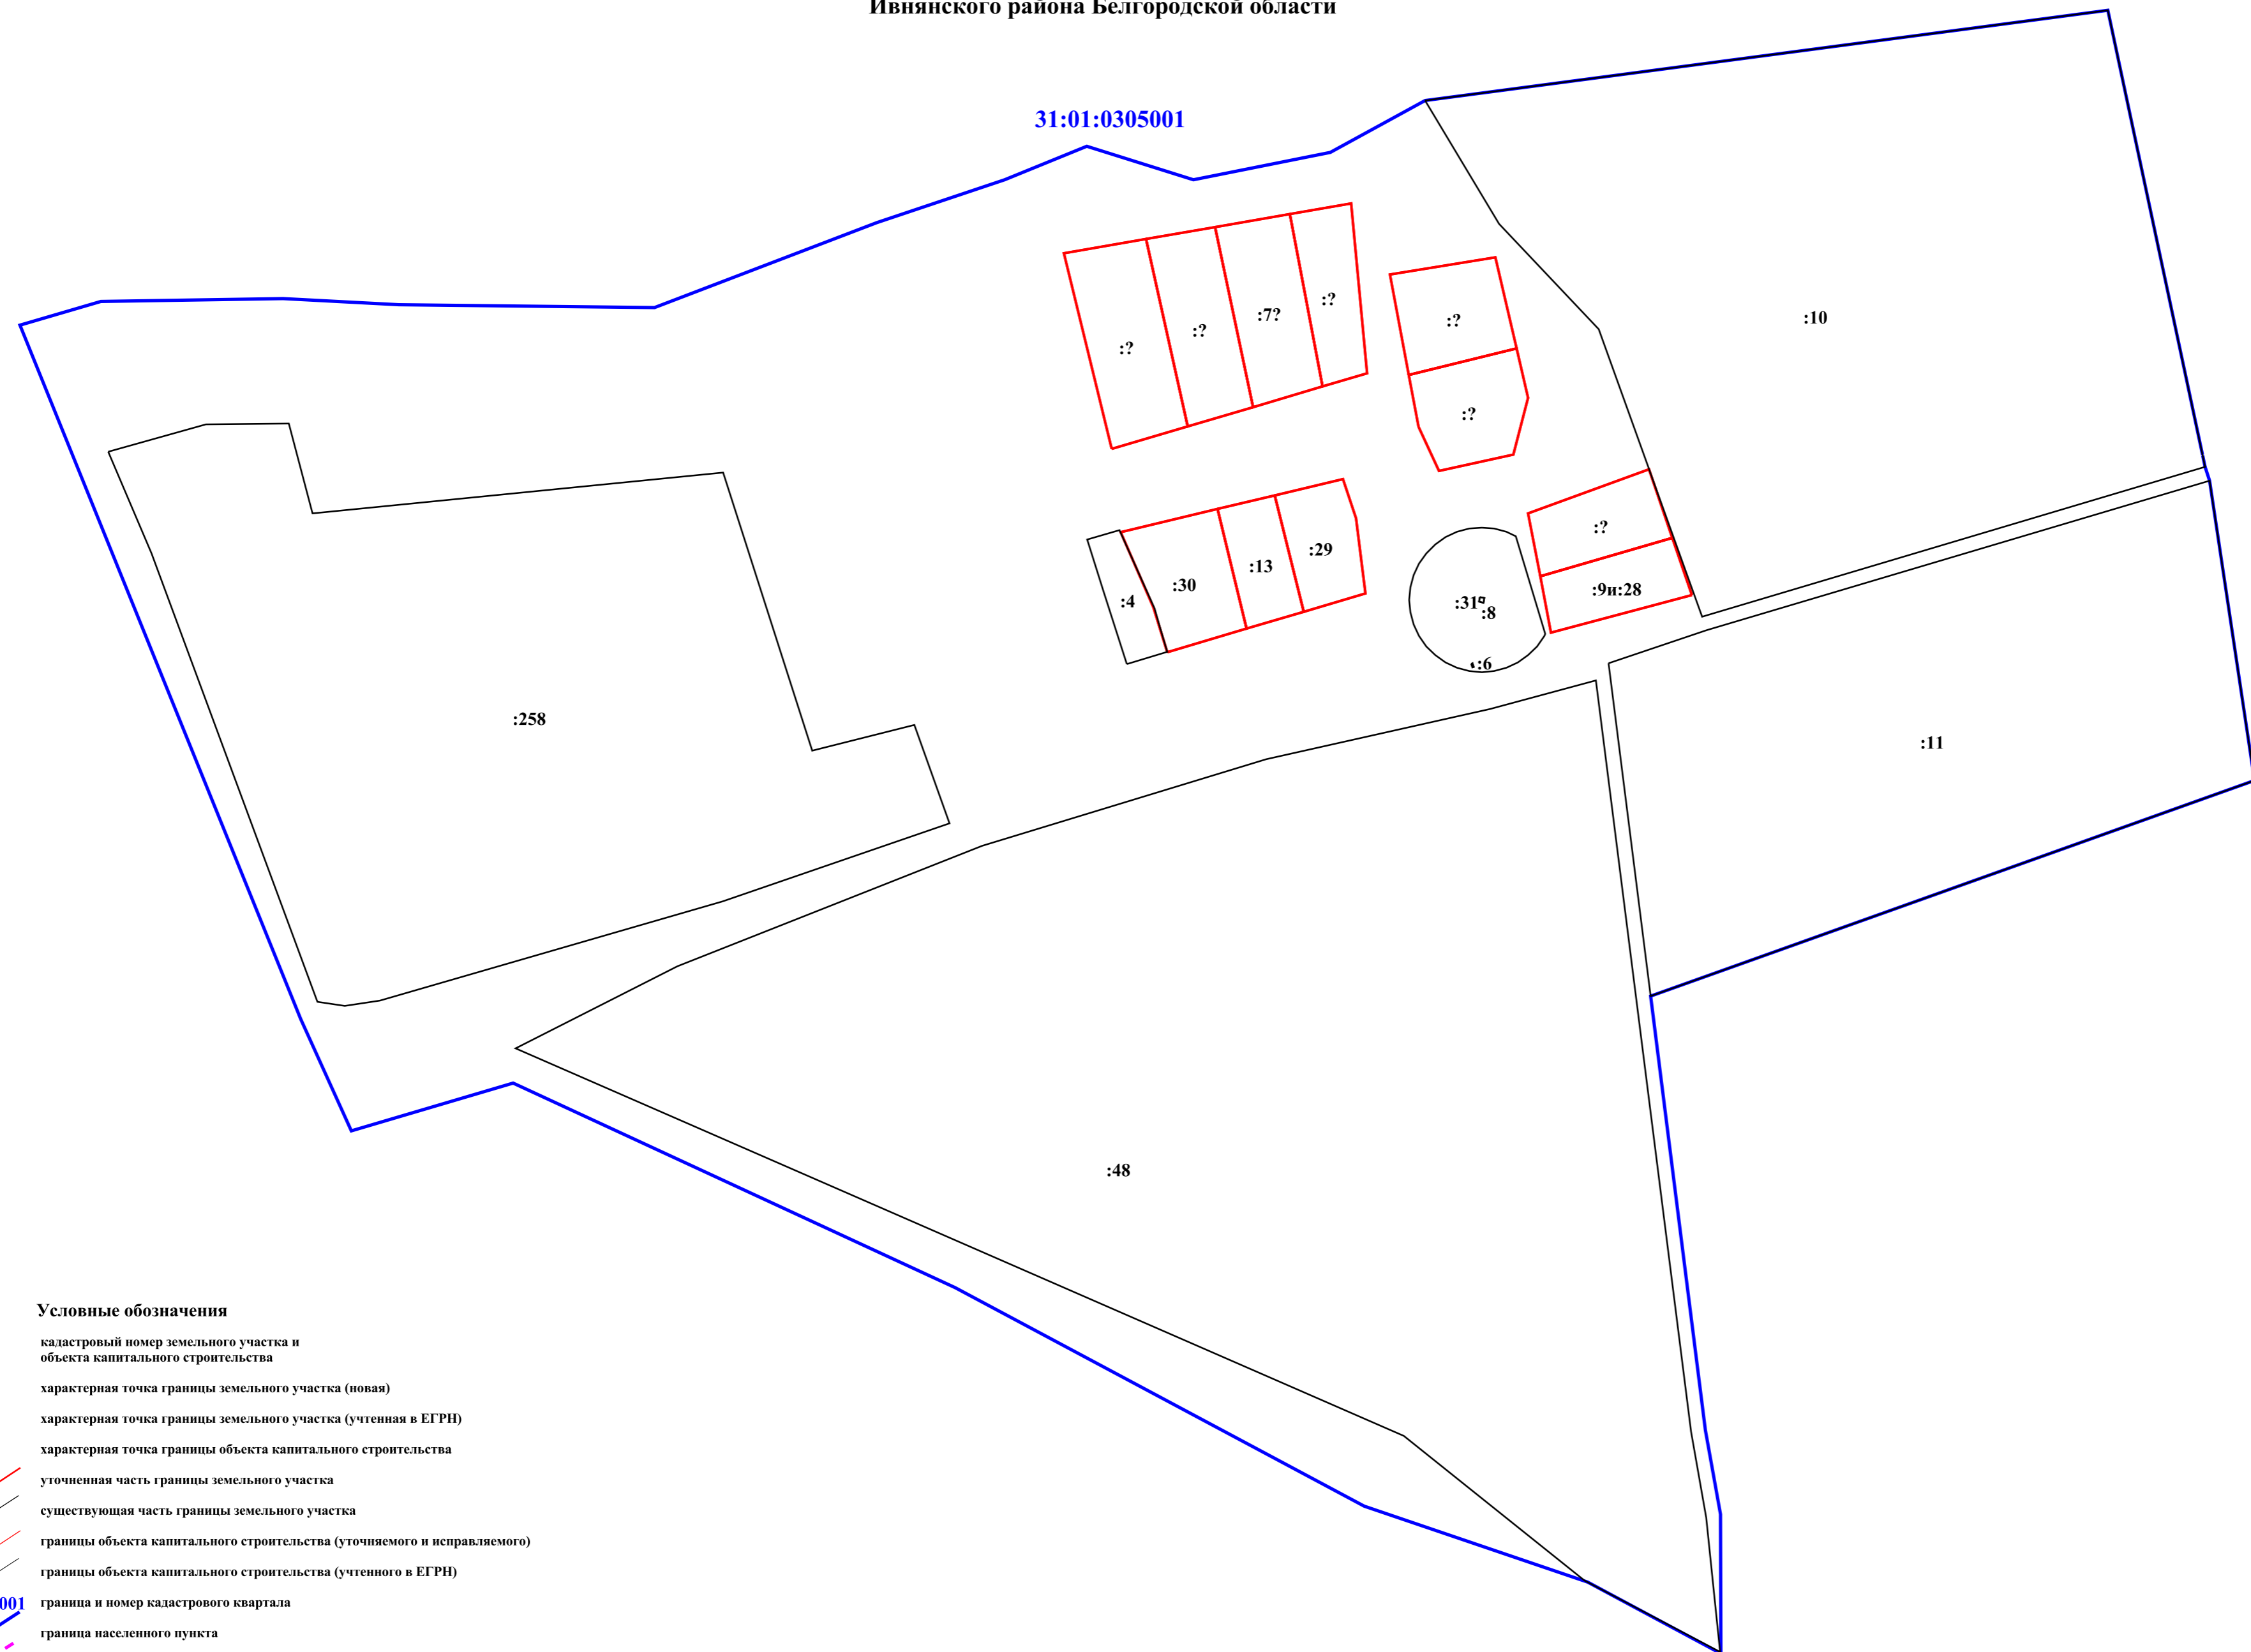 Ивнянского района Белгородской области
31:01:0305001
:?
:?
:7?
:?
:?
:?
:10
:?
:9и:28
:4
:30
:13
:29
:31
:8
:6
:258
:11
:48
Условные обозначения
кадастровый номер земельного участка и
объекта капитального строительства
характерная точка границы земельного участка (новая)
характерная точка границы земельного участка (учтенная в ЕГРН)
характерная точка границы объекта капитального строительства
уточненная часть границы земельного участка
существующая часть границы земельного участка
границы объекта капитального строительства (уточняемого и исправляемого)
границы объекта капитального строительства (учтенного в ЕГРН)
001 граница и номер кадастрового квартала
граница населенного пункта